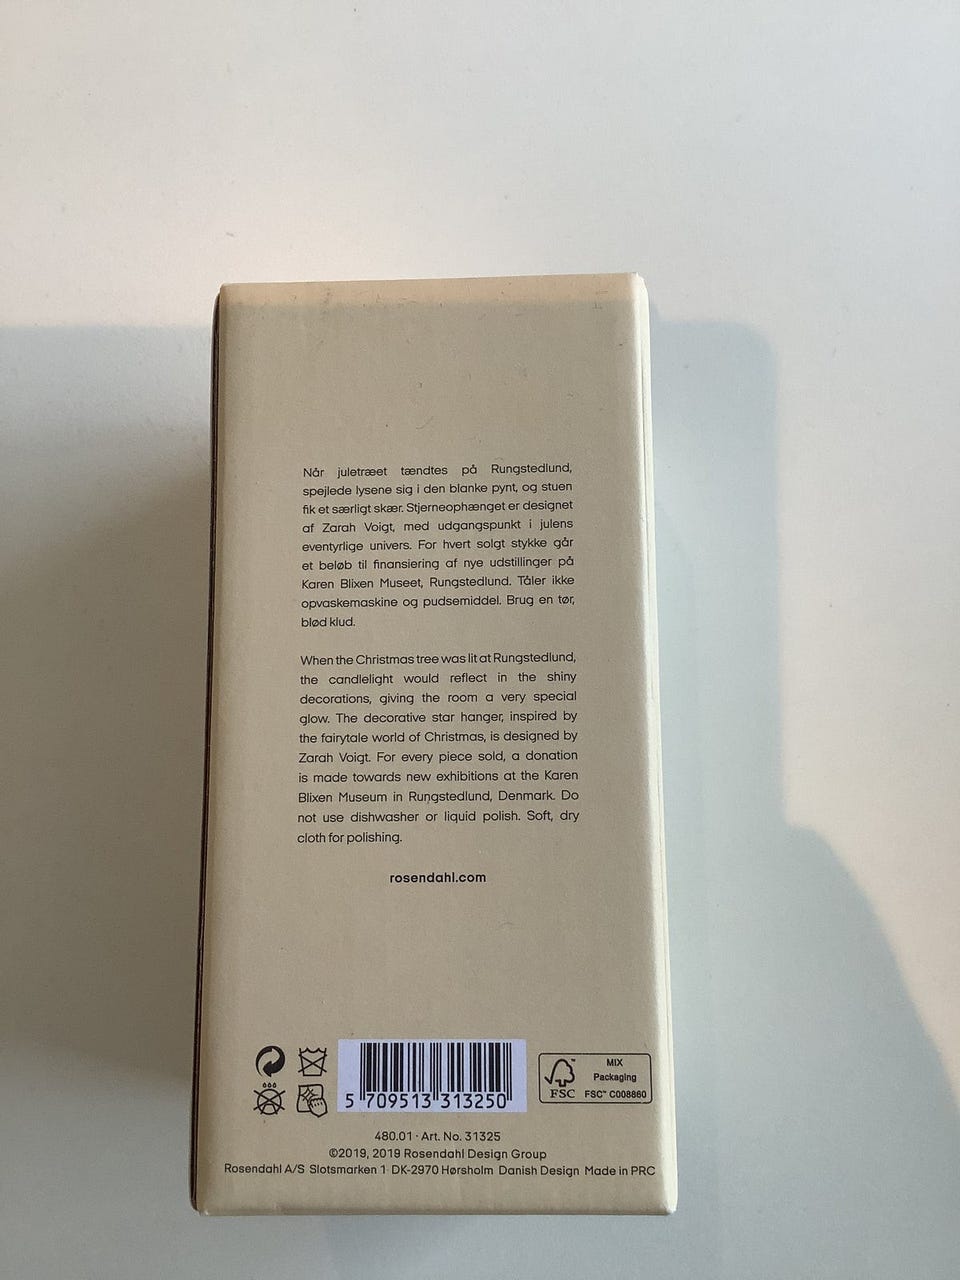 Når juletræet tændtes på Rungstedlund,
spejlede lysene sig i den blanke pynt, og stuen
fik et særligt skær. Stjerneophænget er designet
af Zarah Voigt, med udgangspunkt i julens
eventyrlige univers. For hvert solgt stykke går
et beløb til finansiering af nye udstillinger på
Karen Blixen Museet, Rungstedlund. Tåler ikke
opvaskemaskine og pudsemiddel. Brug en tør,
blød klud.
When the Christmas tree was lit at Rungstedlund,
the candlelight would reflect in the shiny
decorations, giving the room a very special
glow. The decorative star hanger, inspired by
the fairytale world of Christmas, is designed by
Zarah Voigt. For every piece sold, a donation
is made towards new exhibitions at the Karen
Blixen Museum in Rungstedlund, Denmark. Do
not use dishwasher or liquid polish. Soft, dry
cloth for polishing.
rosendahl.com
5 709513 313250
FSC™
MIX
Packaging
FSC™ C008860
480.01 · Art. No. 31325
©2019, 2019 Rosendahl Design Group
Rosendahl A/S Slotsmarken 1 DK-2970 Hørsholm Danish Design Made in PRC